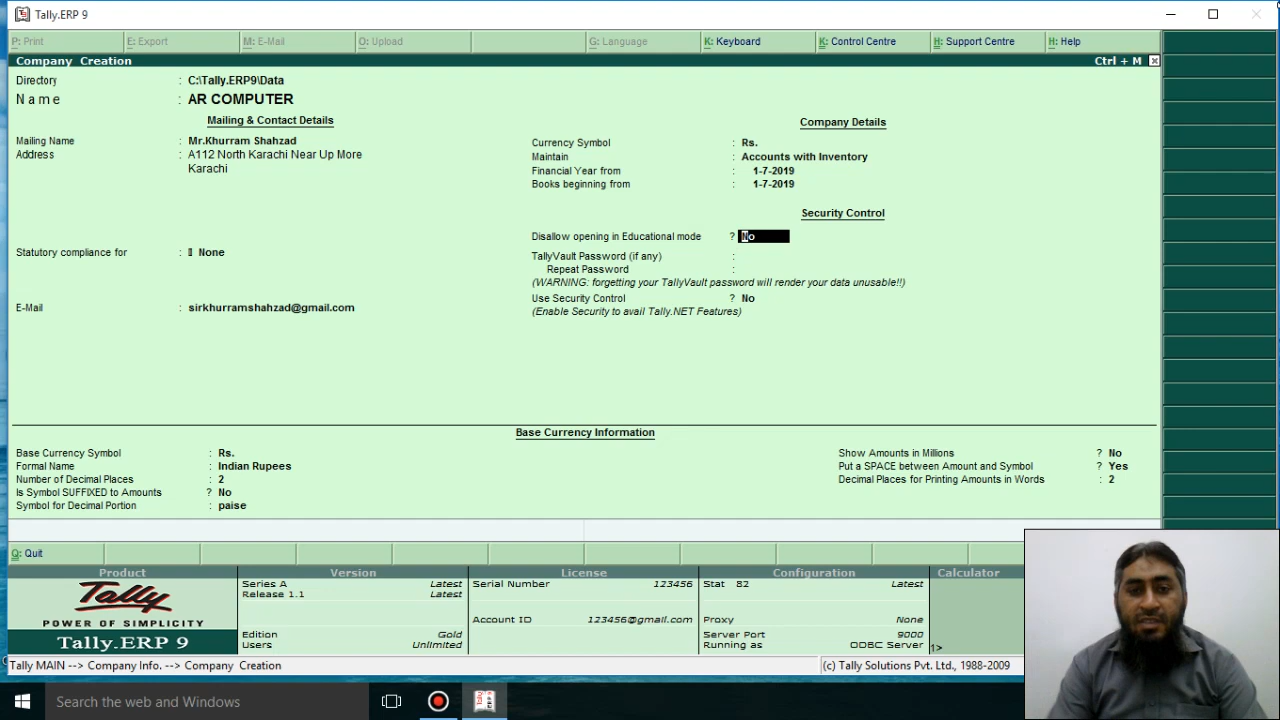 Tally.ERP 9
P: Print E: Export M: E-Mail O: Upload G: Language K: Keyboard K: Control Centre H: Support Centre H: Help
Company Creation Ctrl + M
Directory : C:\Tally.ERP9\Data
Name : AR COMPUTER
Mailing & Contact Details
Mailing Name : Mr.Khurram Shahzad
Address : A112 North Karachi Near Up More
Karachi
Statutory compliance for : None
E-Mail : sirkhurramshahzad@gmail.com
Company Details
Currency Symbol : Rs.
Maintain : Accounts with Inventory
Financial Year from : 1-7-2019
Books beginning from : 1-7-2019
Security Control
Disallow opening in Educational mode ? No
TallyVault Password (if any) :
Repeat Password :
(WARNING: forgetting your TallyVault password will render your data unusable!!)
Use Security Control ? No
(Enable Security to avail Tally.NET Features)
Base Currency Information
Base Currency Symbol : Rs.
Formal Name : Indian Rupees
Number of Decimal Places : 2
Is Symbol SUFFIXED to Amounts ? No
Symbol for Decimal Portion : paise
Show Amounts in Millions ? No
Put a SPACE between Amount and Symbol ? Yes
Decimal Places for Printing Amounts in Words : 2
Q: Quit
Product
Tally
POWER OF SIMPLICITY
Tally.ERP 9
Version
Series A Latest
Release 1.1 Latest
Edition Gold
Users Unlimited
License
Serial Number 123456
Account ID 123456@gmail.com
Configuration
Stat 82 Latest
Proxy None
Server Port 9000
Running as ODBC Server
Calculator
1>
Tally MAIN --> Company Info. --> Company Creation
(c) Tally Solutions Pvt. Ltd., 1988-2009
Search the web and Windows